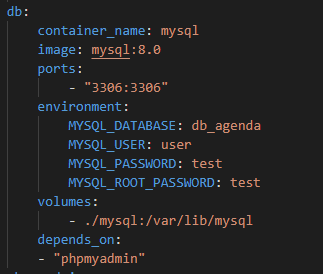 db:
container_name: mysql
image: mysql:8.0
ports:
- "3306:3306"
environment:
MYSQL_DATABASE: db_agenda
MYSQL_USER: user
MYSQL_PASSWORD: test
MYSQL_ROOT_PASSWORD: test
volumes:
- ./mysql:/var/lib/mysql
depends_on:
- "phpmyadmin"